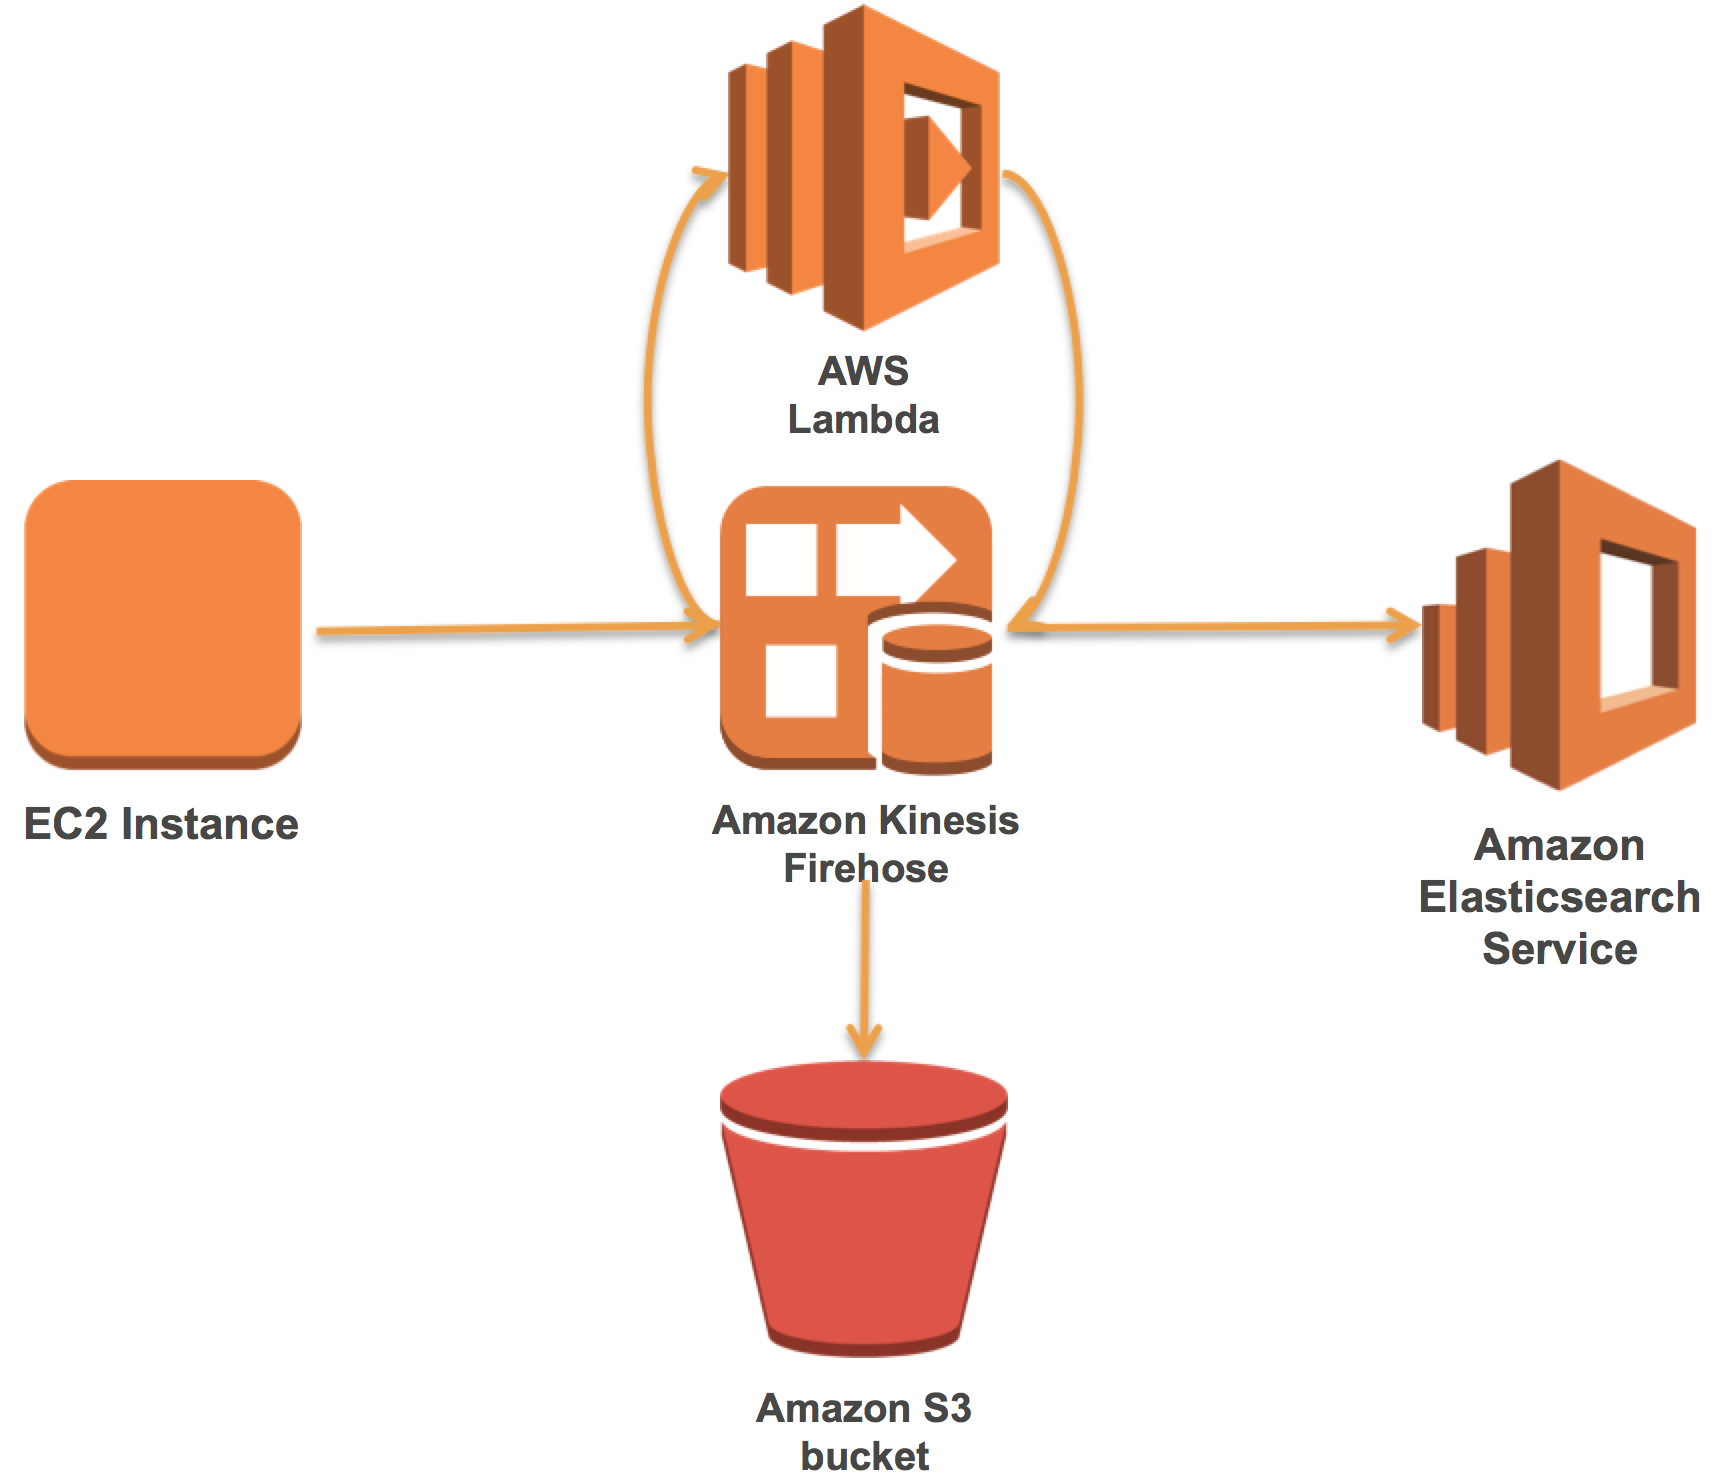 AWS
Lambda
EC2 Instance
Amazon Kinesis
Firehose
Amazon
Elasticsearch
Service
Amazon S3
bucket